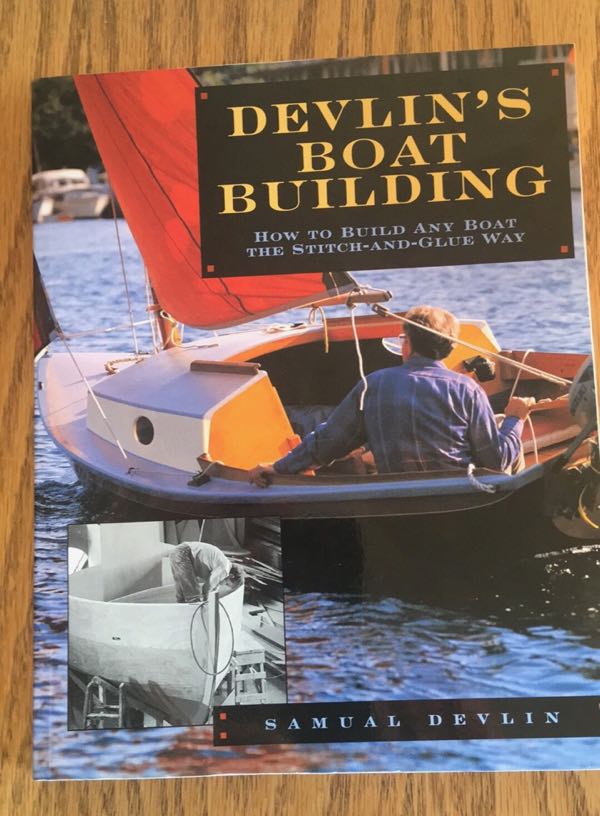 DEVLIN'S
BOAT
BUILDING
HOW TO BUILD ANY BOAT
THE STITCH-AND-GLUE WAY
SAMUAL DEVLIN